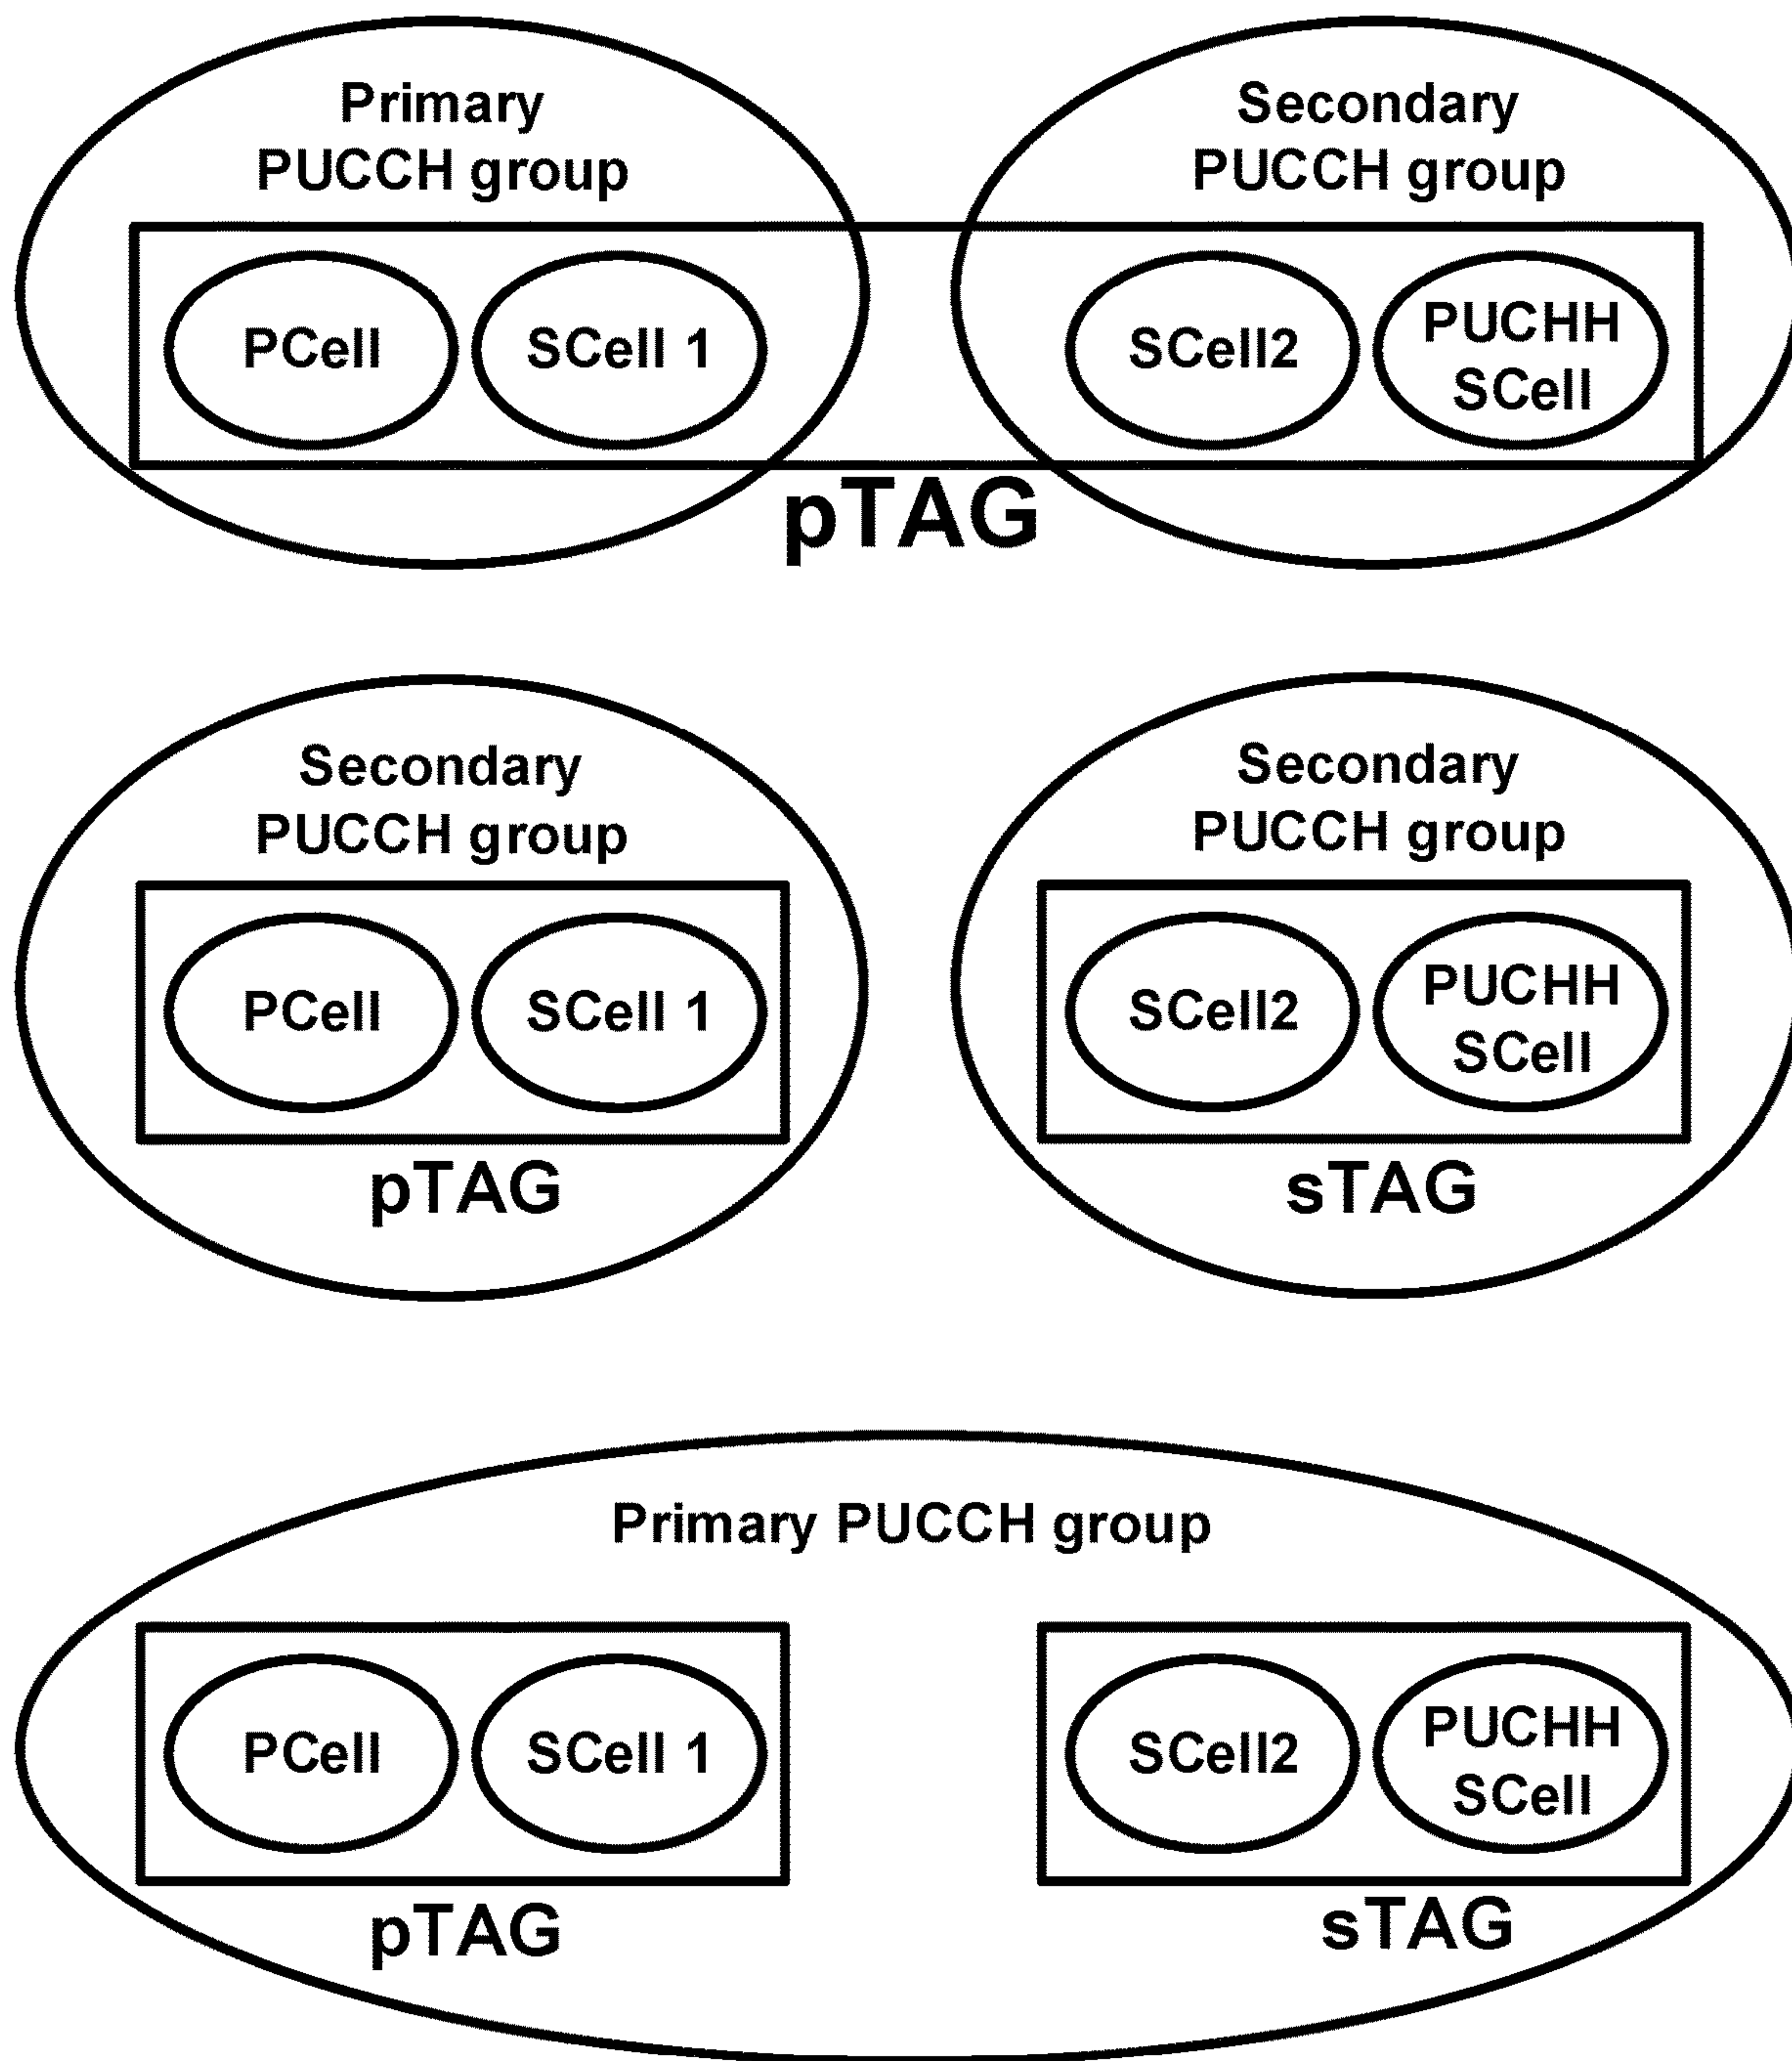 Primary
PUCCH group
Secondary
PUCCH group
PCell
SCell 1
SCell2
PUCHH
SCell
pTAG
Secondary
PUCCH group
Secondary
PUCCH group
PCell
SCell 1
SCell2
PUCHH
SCell
pTAG
sTAG
Primary PUCCH group
PCell
SCell 1
SCell2
PUCHH
SCell
pTAG
sTAG